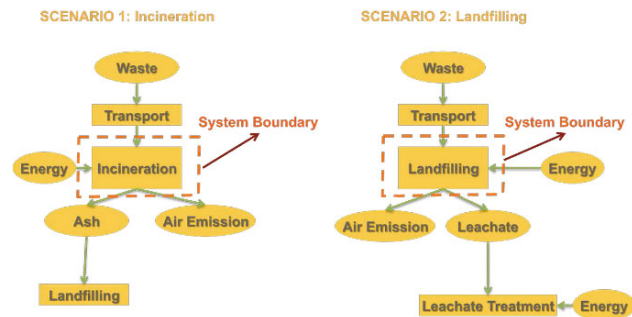 SCENARIO 1: Incineration
Waste
Transport
System Boundary
Energy
Incineration
Ash
Air Emission
Landfilling
SCENARIO 2: Landfilling
Waste
Transport
System Boundary
Landfilling
Energy
Air Emission
Leachate
Leachate Treatment
Energy